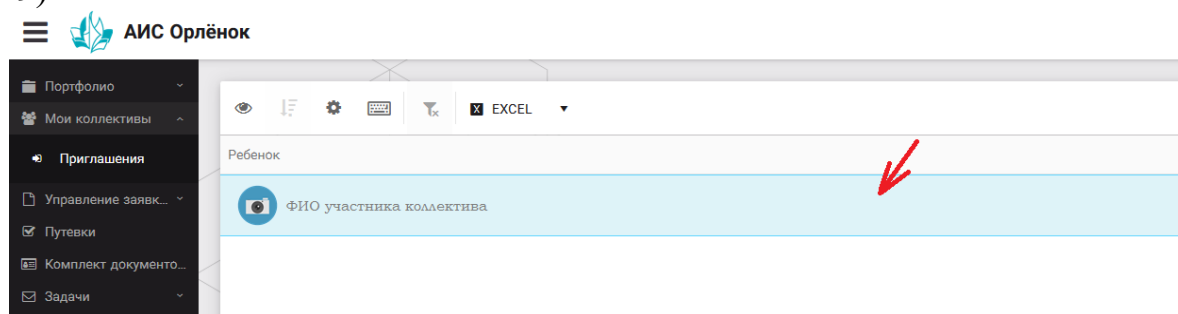 АИС Орлёнок
Портфолио
Мои коллективы
Приглашения
Управление заявк...
Путевки
Комплект документо...
Задачи
X EXCEL
Ребенок
ФИО участника коллектива